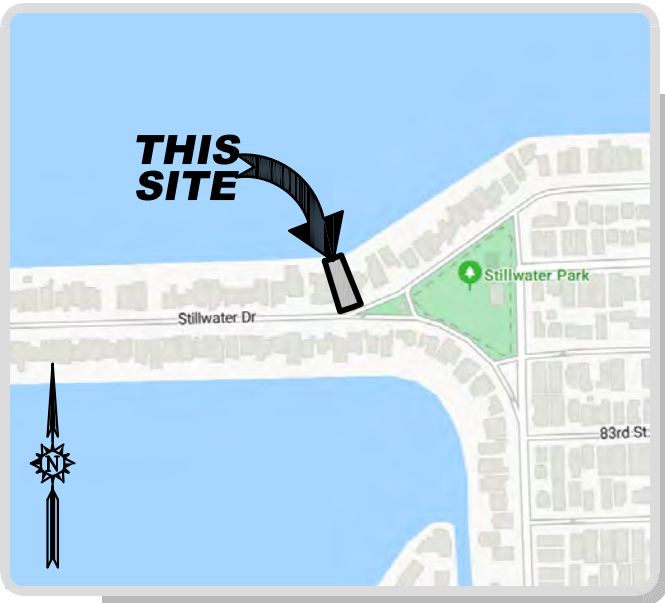 THIS
SITE
Stillwater Park
Stillwater Dr
83rd St
N